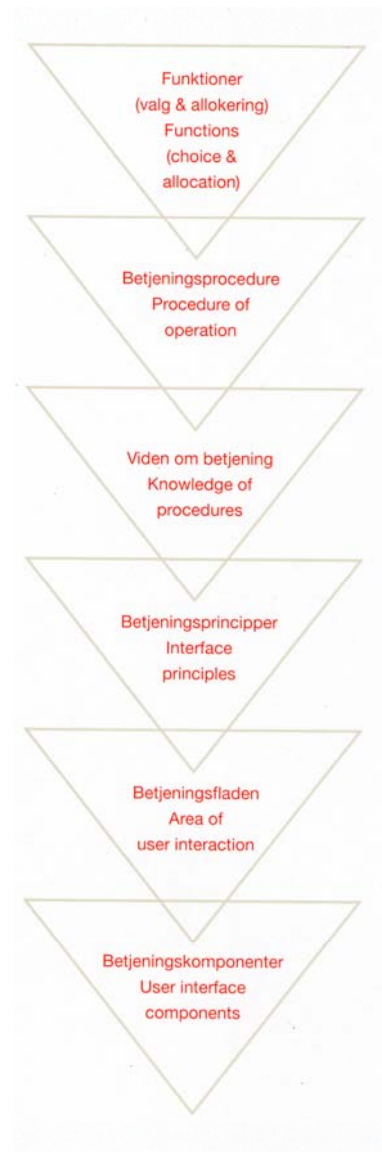 Funktioner
(valg & allokering)
Functions
(choice &
allocation)
Betjeningsprocedure
Procedure of
operation
Viden om betjening
Knowledge of
procedures
Betjeningsprincipper
Interface
principles
Betjeningsfladen
Area of
user interaction
Betjeningskomponenter
User interface
components